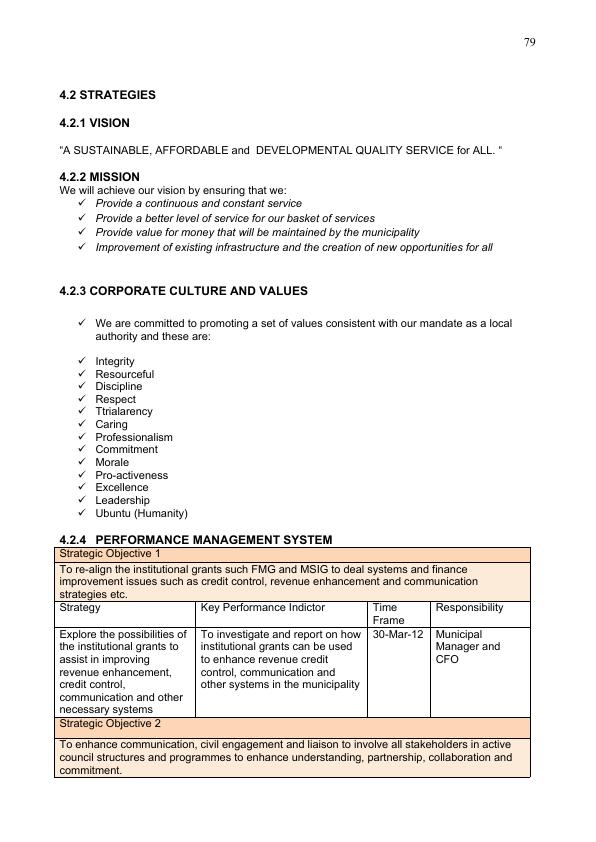 79
4.2 STRATEGIES
4.2.1 VISION
“A SUSTAINABLE, AFFORDABLE and  DEVELOPMENTAL QUALITY SERVICE for ALL. “
4.2.2 MISSION
We will achieve our vision by ensuring that we:
✓ Provide a continuous and constant service
✓ Provide a better level of service for our basket of services
✓ Provide value for money that will be maintained by the municipality
✓ Improvement of existing infrastructure and the creation of new opportunities for all
4.2.3 CORPORATE CULTURE AND VALUES
✓ We are committed to promoting a set of values consistent with our mandate as a local
authority and these are:
✓ Integrity
✓ Resourceful
✓ Discipline
✓ Respect
✓ Ttrialarency
✓ Caring
✓ Professionalism
✓ Commitment
✓ Morale
✓ Pro-activeness
✓ Excellence
✓ Leadership
✓ Ubuntu (Humanity)
4.2.4 PERFORMANCE MANAGEMENT SYSTEM
Strategic Objective 1
To re-align the institutional grants such FMG and MSIG to deal systems and finance
improvement issues such as credit control, revenue enhancement and communication
strategies etc.
Strategy
Key Performance Indictor
Time
Frame
Responsibility
Explore the possibilities of
the institutional grants to
assist in improving
revenue enhancement,
credit control,
communication and other
necessary systems
To investigate and report on how
institutional grants can be used
to enhance revenue credit
control, communication and
other systems in the municipality
30-Mar-12
Municipal
Manager and
CFO
Strategic Objective 2
To enhance communication, civil engagement and liaison to involve all stakeholders in active
council structures and programmes to enhance understanding, partnership, collaboration and
commitment.